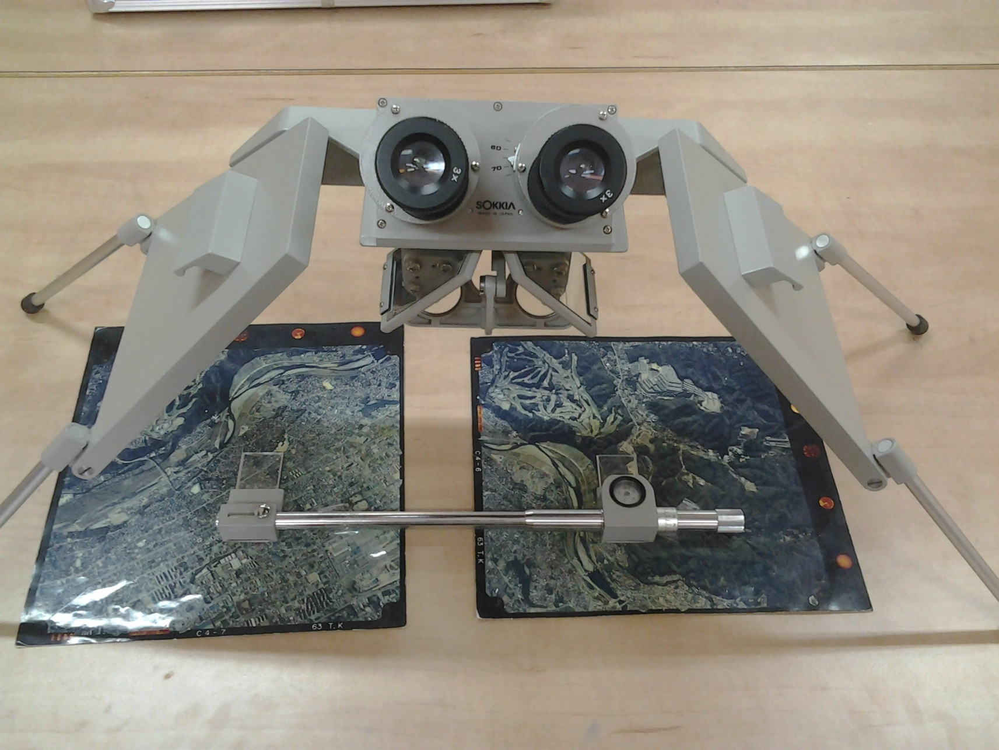 60
70
3x
3x
SOKKIA
MADE IN JAPAN
C4-6
63 T.K
C4-7
63 T.K